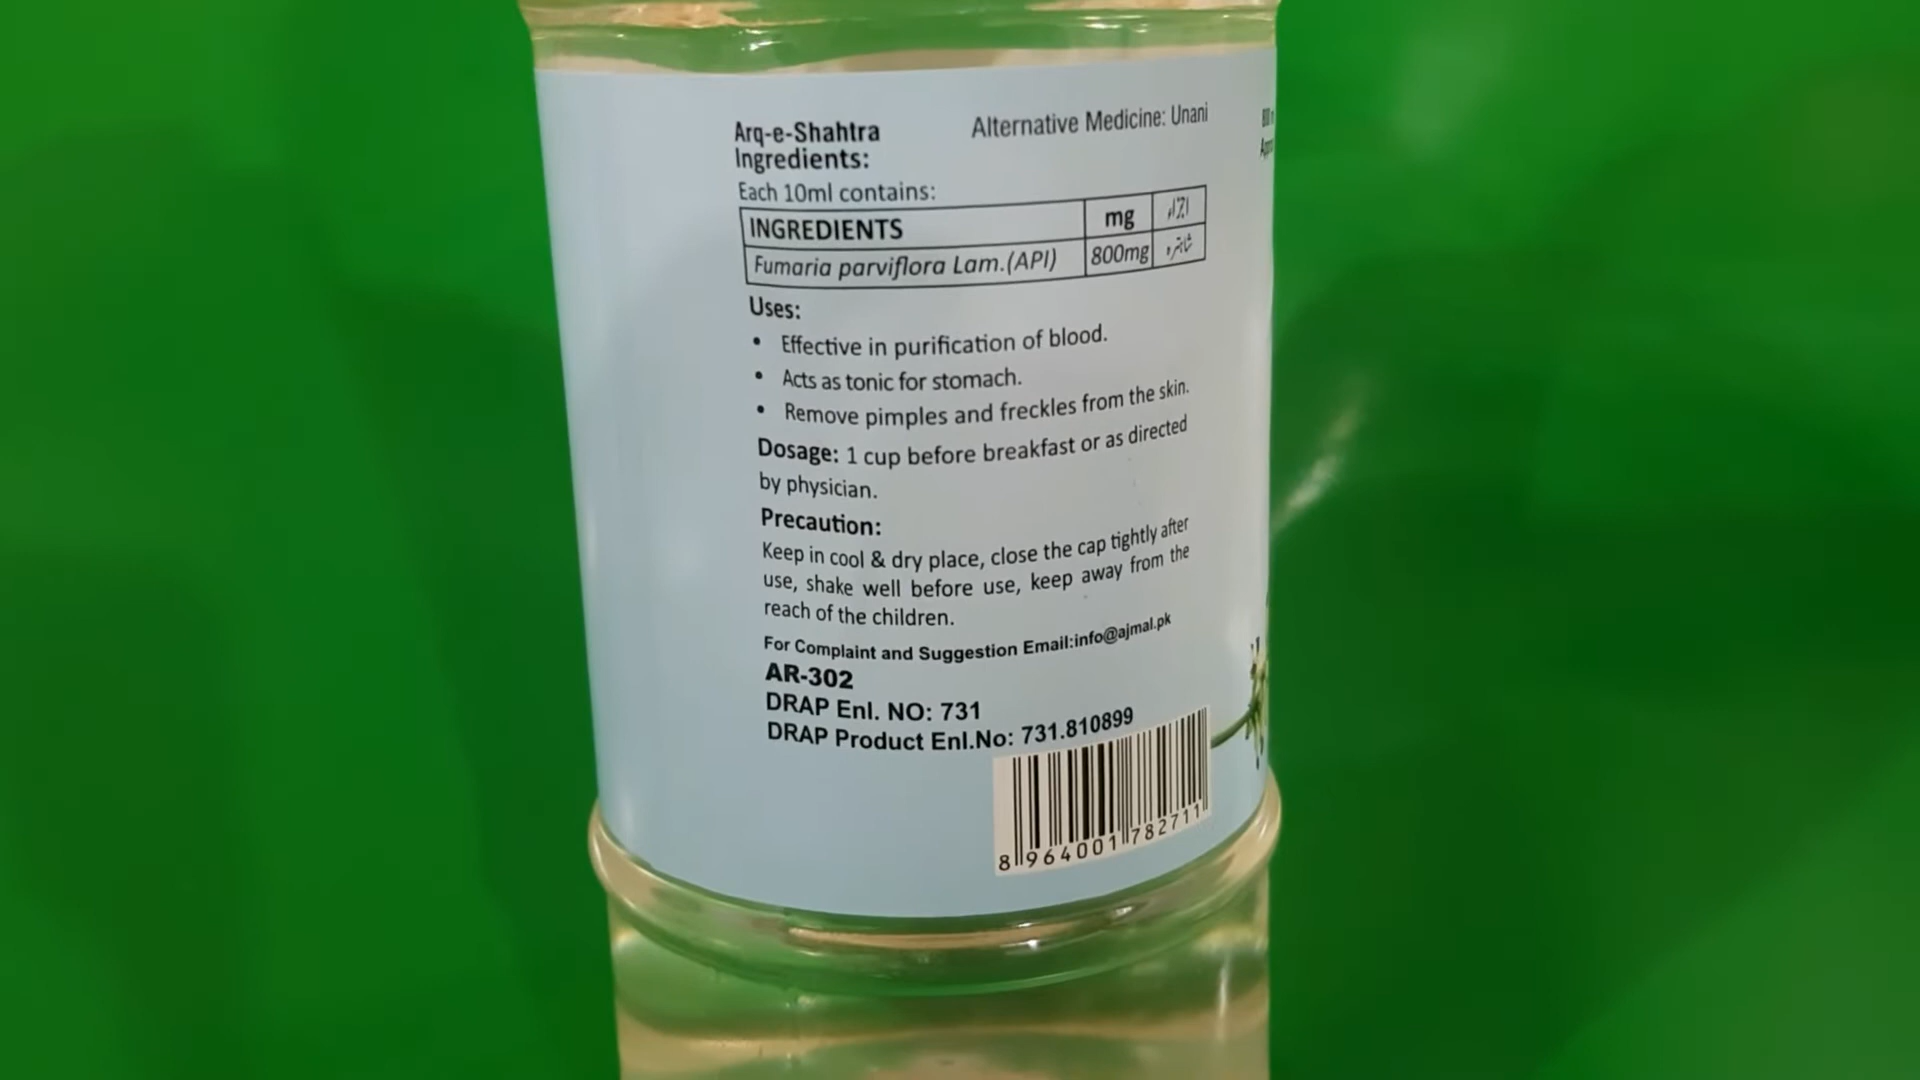 Arq-e-Shahtra
Alternative Medicine: Unani
Ingredients:
Each 10ml contains:
INGREDIENTS mg اجزاء
Fumaria parviflora Lam.(API) 800mg شاہترہ
Uses:
• Effective in purification of blood.
• Acts as tonic for stomach.
• Remove pimples and freckles from the skin.
Dosage: 1 cup before breakfast or as directed
by physician.
Precaution:
Keep in cool & dry place, close the cap tightly after
use, shake well before use, keep away from the
reach of the children.
For Complaint and Suggestion Email:info@ajmal.pk
AR-302
DRAP Enl. NO: 731
DRAP Product Enl.No: 731.810899
8 964001 782711